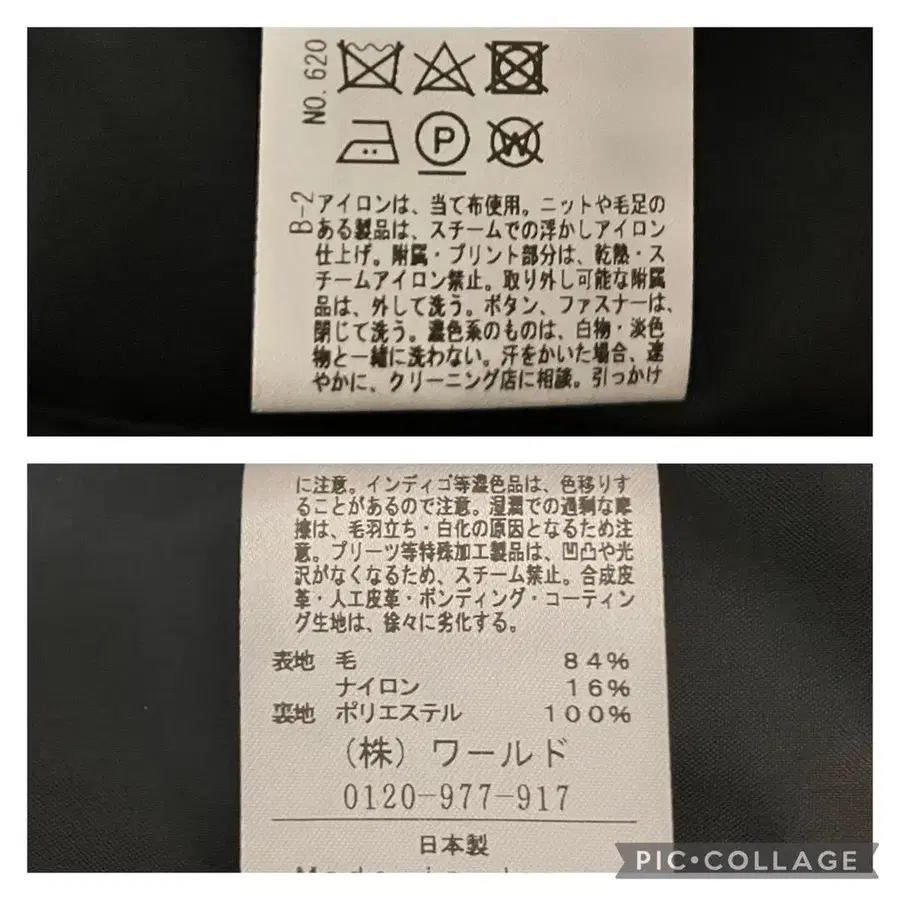 NO. 620
P
W
B-2
アイロンは、当て布使用。ニットや毛足の
ある製品は、スチームでの浮かしアイロン
仕上げ。附属・プリント部分は、乾熱・ス
チームアイロン禁止。取り外し可能な附属
品は、外して洗う。ボタン、ファスナーは、
閉じて洗う。濃色系のものは、白物・淡色
物と一緒に洗わない。汗をかいた場合、速
やかに、クリーニング店に相談。引っかけ
に注意。インディゴ等濃色品は、色移りす
ることがあるので注意。湿潤での過剰な摩
擦は、毛羽立ち・白化の原因となるため注
意。プリーツ等特殊加工製品は、凹凸や光
沢がなくなるため、スチーム禁止。合成皮
革・人工皮革・ボンディング・コーティン
グ生地は、徐々に劣化する。
表地 毛 84%
ナイロン 16%
裏地 ポリエステル 100%
(株) ワールド
0120-977-917
日本製
PIC•COLLAGE